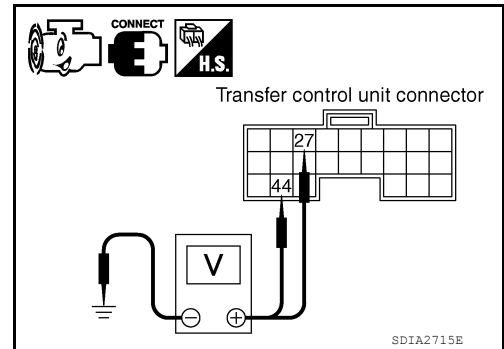 CONNECT
H.S.
Transfer control unit connector
27
44
V
− +
SDIA2715E